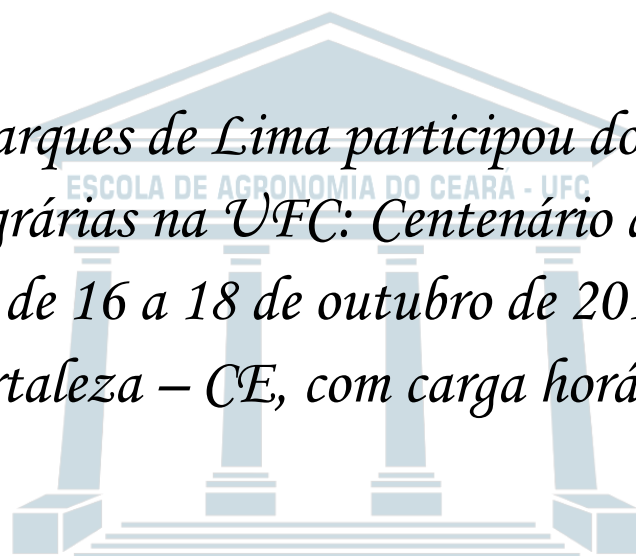 arques de Lima participou do
ESCOLA DE AGRONOMIA DO CEARÁ - UFC
grárias na UFC: Centenário d
de 16 a 18 de outubro de 201
rtaleza – CE, com carga horá